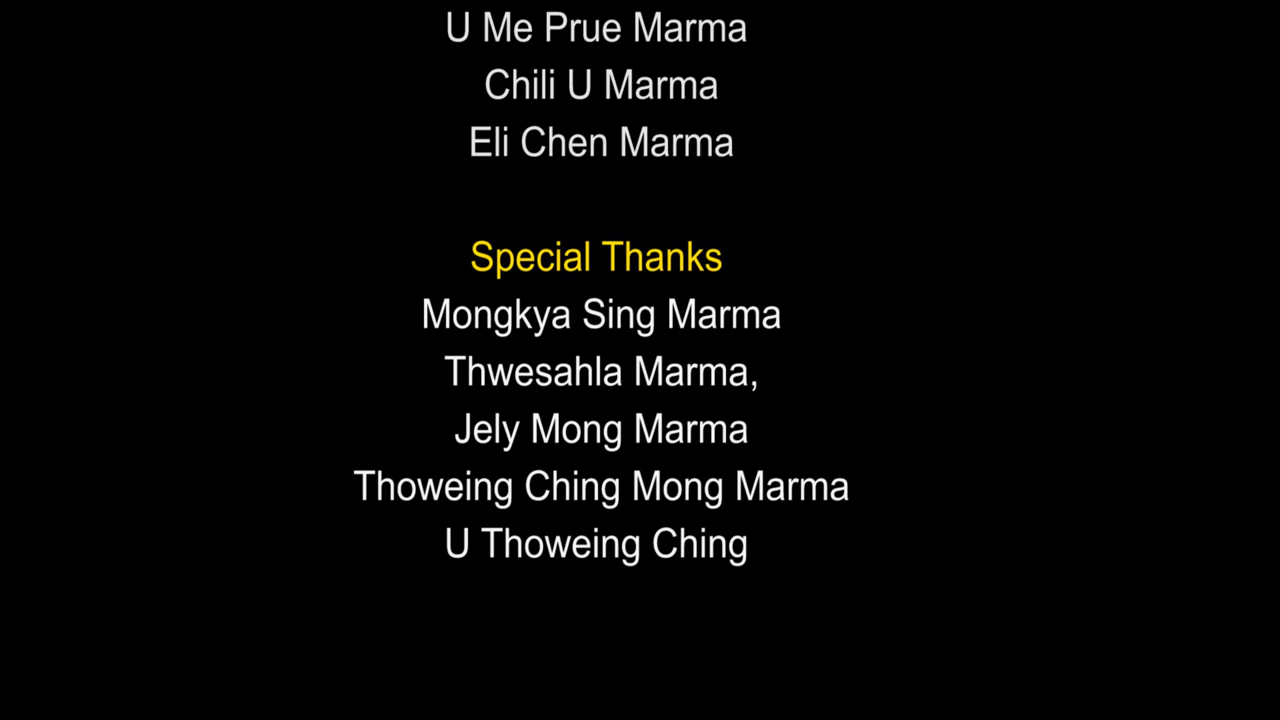 U Me Prue Marma
Chili U Marma
Eli Chen Marma
Special Thanks
Mongkya Sing Marma
Thwesahla Marma,
Jely Mong Marma
Thoweing Ching Mong Marma
U Thoweing Ching